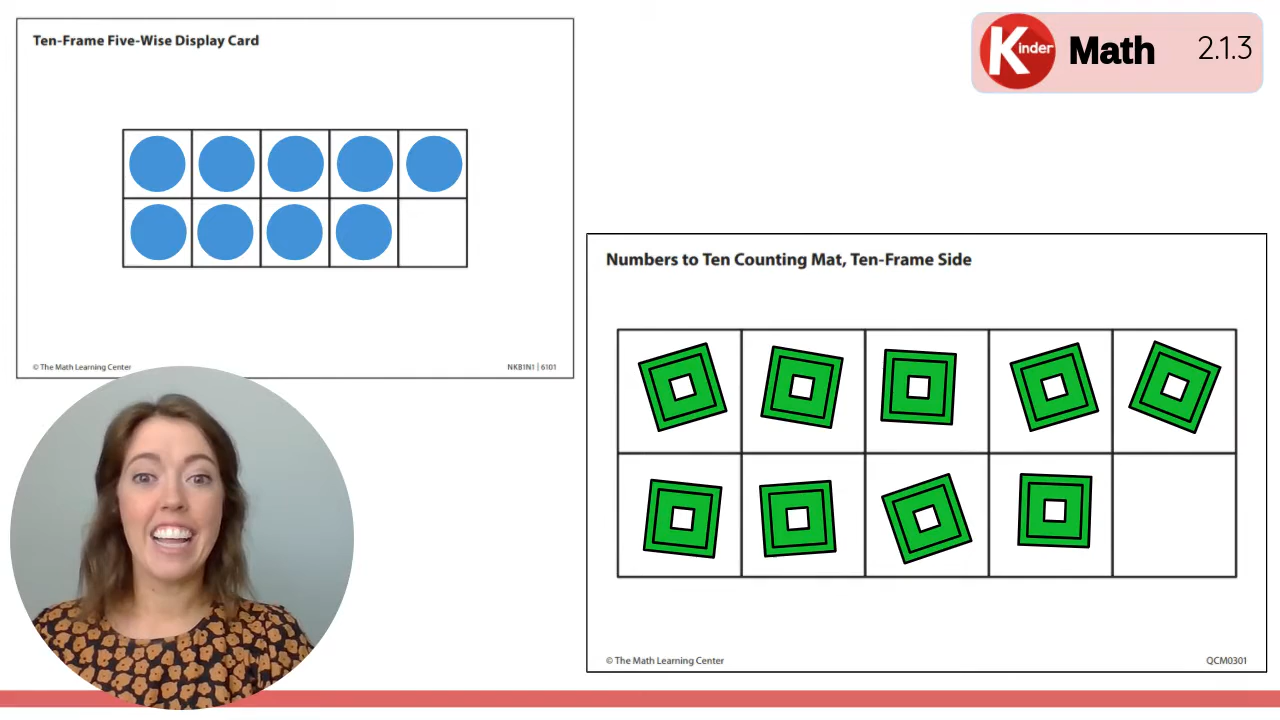 Ten-Frame Five-Wise Display Card
© The Math Learning Center
NKB1N1 | 6101
Kinder Math 2.1.3
Numbers to Ten Counting Mat, Ten-Frame Side
© The Math Learning Center
QCM0301